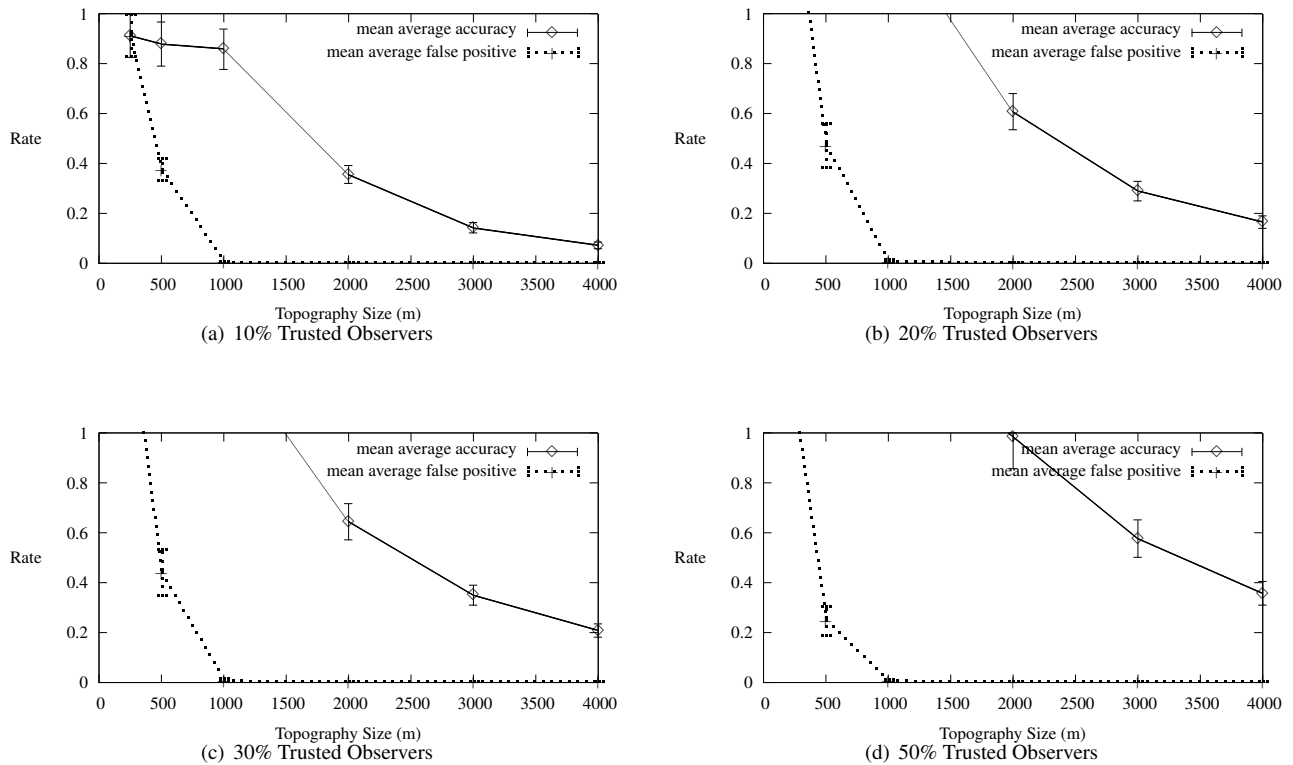 mean average accuracy
mean average false positive
Rate
1
0.8
0.6
0.4
0.2
0
0 500 1000 1500 2000 2500 3000 3500 4000
Topography Size (m)
(a) 10% Trusted Observers
mean average accuracy
mean average false positive
Rate
1
0.8
0.6
0.4
0.2
0
0 500 1000 1500 2000 2500 3000 3500 4000
Topograph Size (m)
(b) 20% Trusted Observers
mean average accuracy
mean average false positive
Rate
1
0.8
0.6
0.4
0.2
0
0 500 1000 1500 2000 2500 3000 3500 4000
Topography Size (m)
(c) 30% Trusted Observers
mean average accuracy
mean average false positive
Rate
1
0.8
0.6
0.4
0.2
0
0 500 1000 1500 2000 2500 3000 3500 4000
Topography Size (m)
(d) 50% Trusted Observers